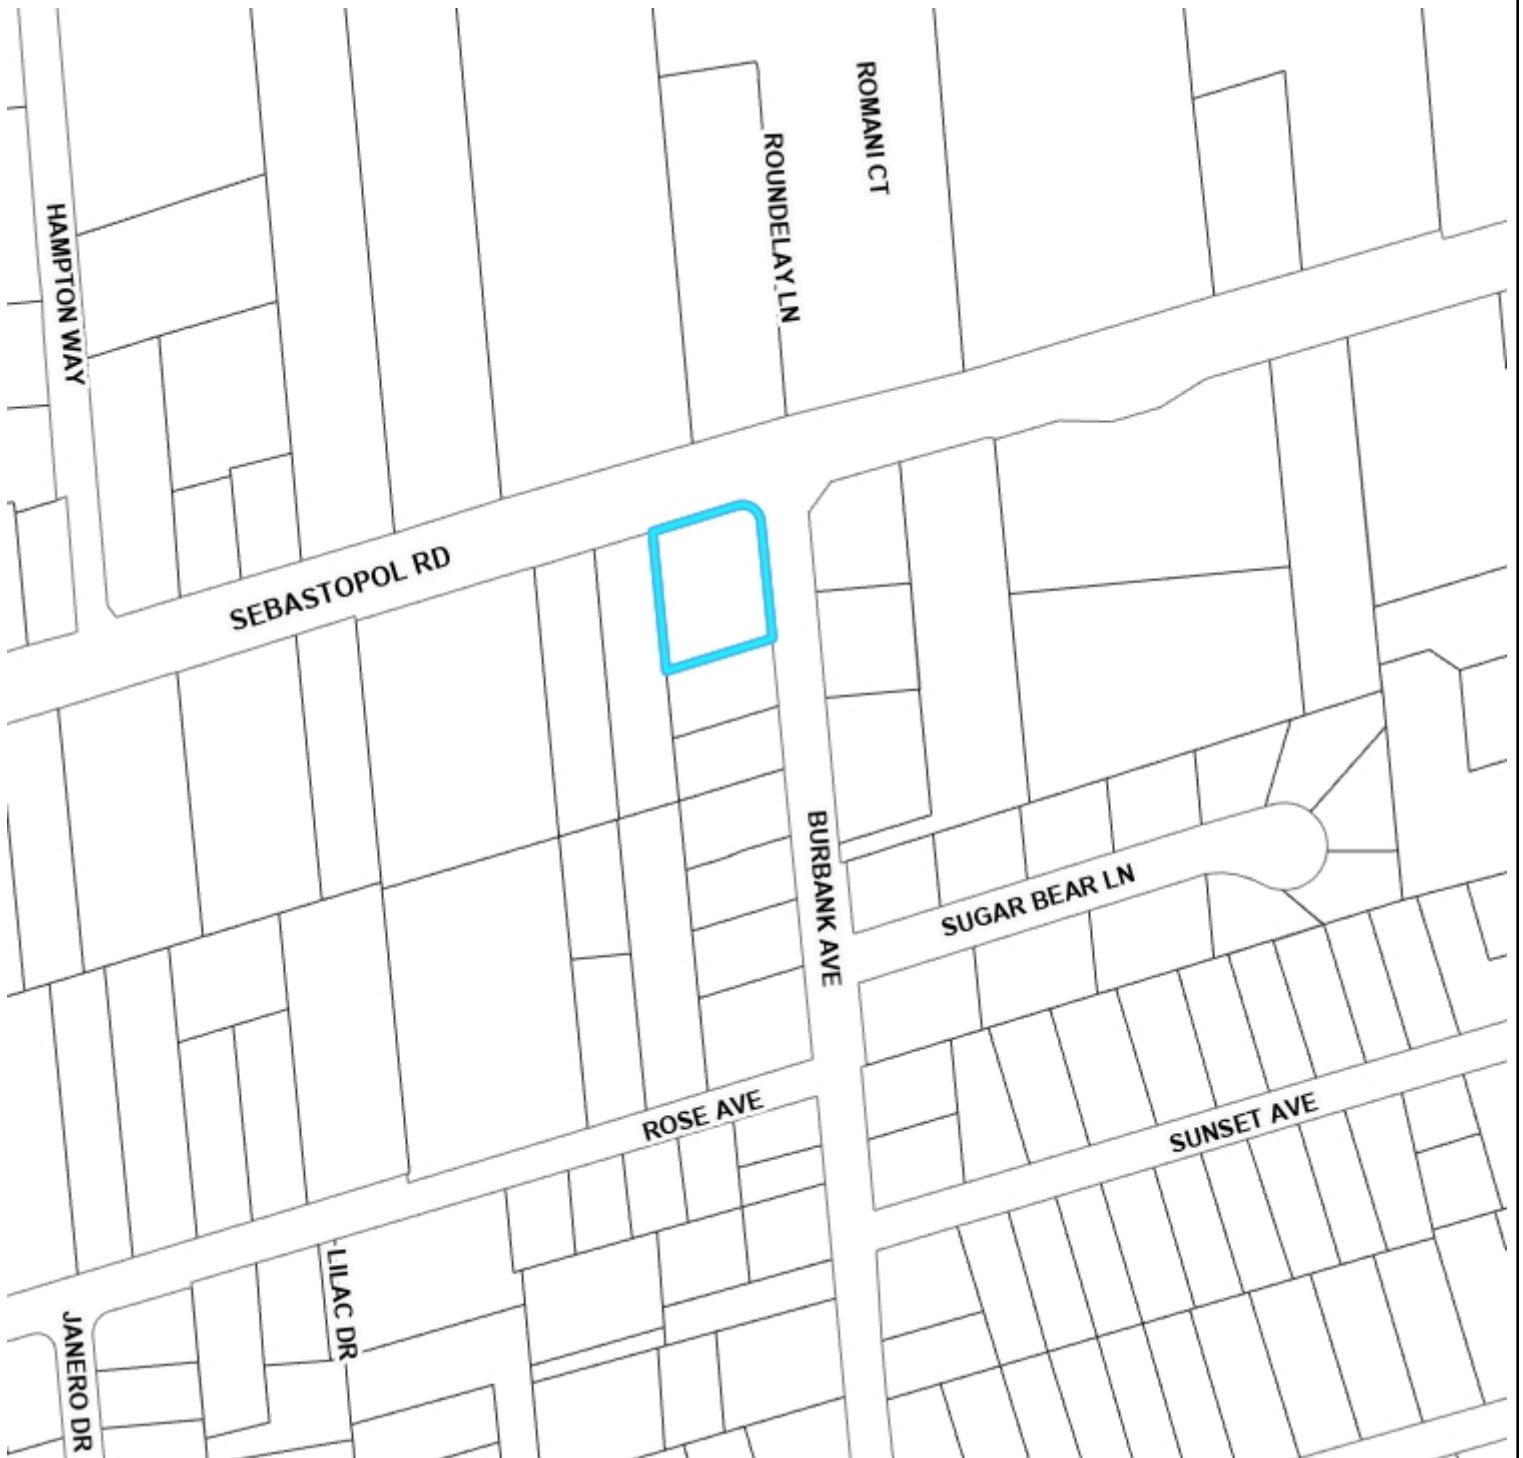 ROMANI CT
ROUNDELAY LN
HAMPTON WAY
SEBASTOPOL RD
BURBANK AVE
SUGAR BEAR LN
ROSE AVE
SUNSET AVE
LILAC DR
JANERO DR